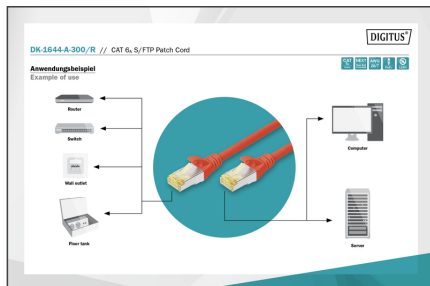 DIGITUS®
DK-1644-A-300/R // CAT 6A S/FTP Patch Cord
Anwendungsbeispiel
Example of use
Router
Switch
Wall outlet
Floor tank
Computer
Server